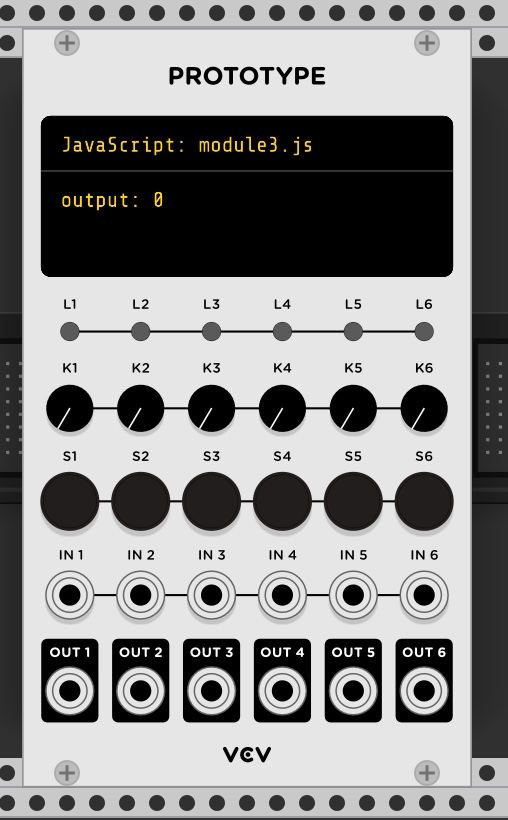 PROTOTYPE
JavaScript: module3.js
output: 0
L1 L2 L3 L4 L5 L6
K1 K2 K3 K4 K5 K6
S1 S2 S3 S4 S5 S6
IN 1 IN 2 IN 3 IN 4 IN 5 IN 6
OUT 1 OUT 2 OUT 3 OUT 4 OUT 5 OUT 6
VCV